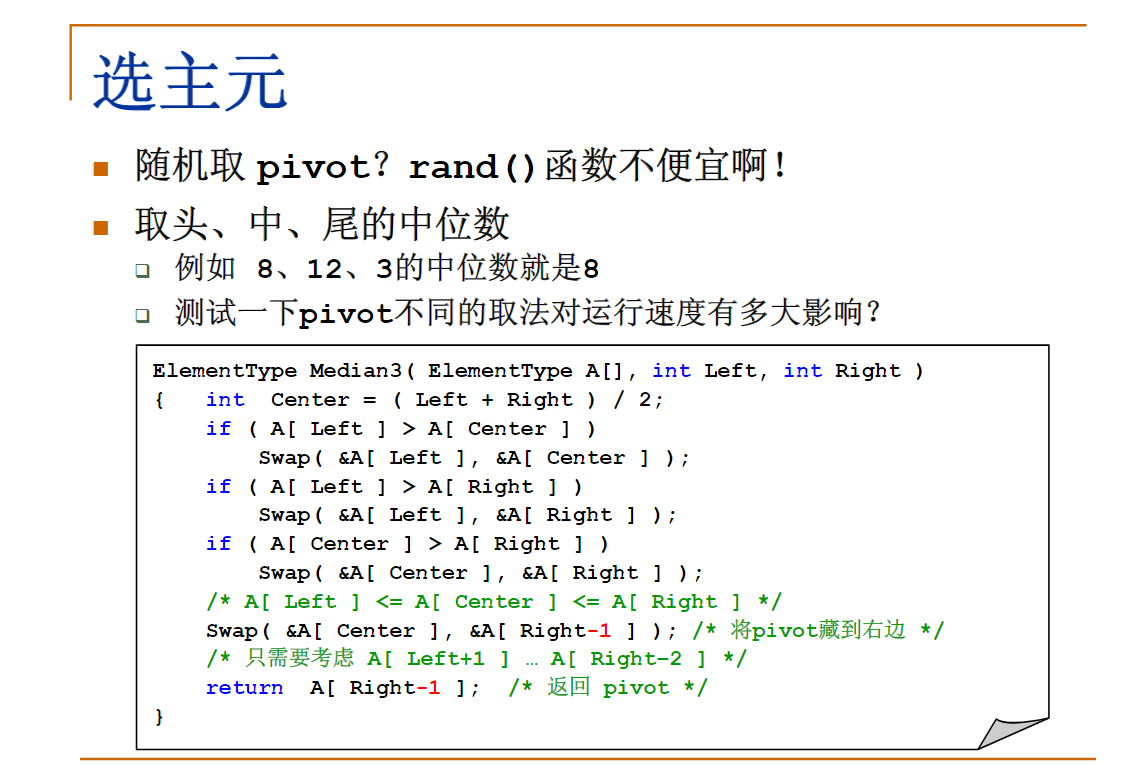 选主元
随机取 pivot？rand()函数不便宜啊！
取头、中、尾的中位数
例如 8、12、3的中位数就是8
测试一下pivot不同的取法对运行速度有多大影响？
ElementType Median3( ElementType A[], int Left, int Right )
{   int  Center = ( Left + Right ) / 2;
    if ( A[ Left ] > A[ Center ] )
        Swap( &A[ Left ], &A[ Center ] );
    if ( A[ Left ] > A[ Right ] )
        Swap( &A[ Left ], &A[ Right ] );
    if ( A[ Center ] > A[ Right ] )
        Swap( &A[ Center ], &A[ Right ] );
    /* A[ Left ] <= A[ Center ] <= A[ Right ] */
    Swap( &A[ Center ], &A[ Right-1 ] ); /* 将pivot藏到右边 */
    /* 只需要考虑 A[ Left+1 ] … A[ Right–2 ] */
    return  A[ Right-1 ];  /* 返回 pivot */
}